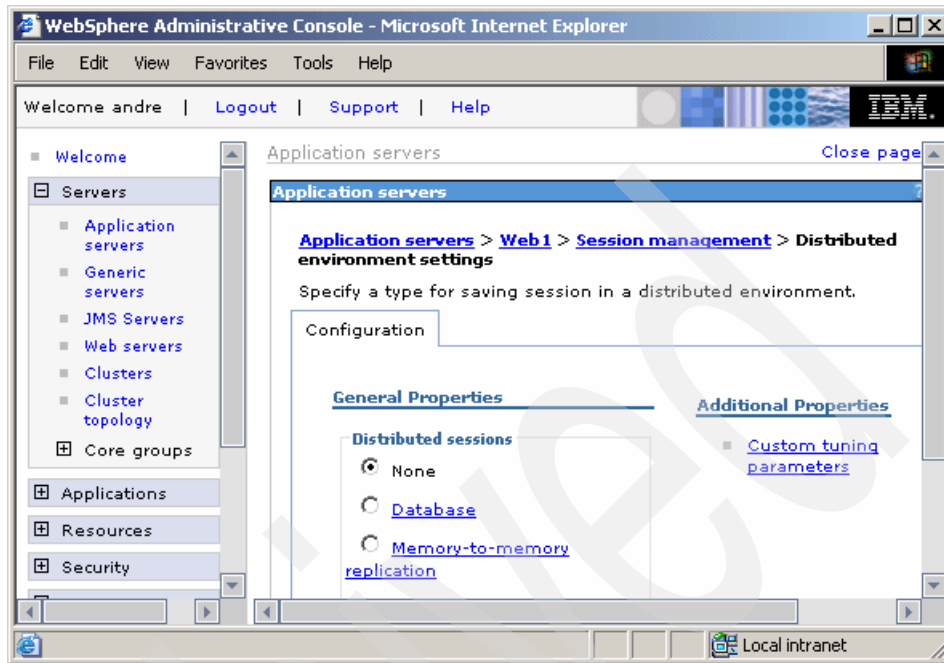 WebSphere Administrative Console - Microsoft Internet Explorer
File Edit View Favorites Tools Help
Welcome andre | Logout | Support | Help
IBM.
Welcome
Servers
Application
servers
Generic
servers
JMS Servers
Web servers
Clusters
Cluster
topology
Core groups
Applications
Resources
Security
Application servers Close page
Application servers ?
Application servers > Web1 > Session management > Distributed
environment settings
Specify a type for saving session in a distributed environment.
Configuration
General Properties
Distributed sessions
None
Database
Memory-to-memory
replication
Additional Properties
Custom tuning
parameters
Local intranet